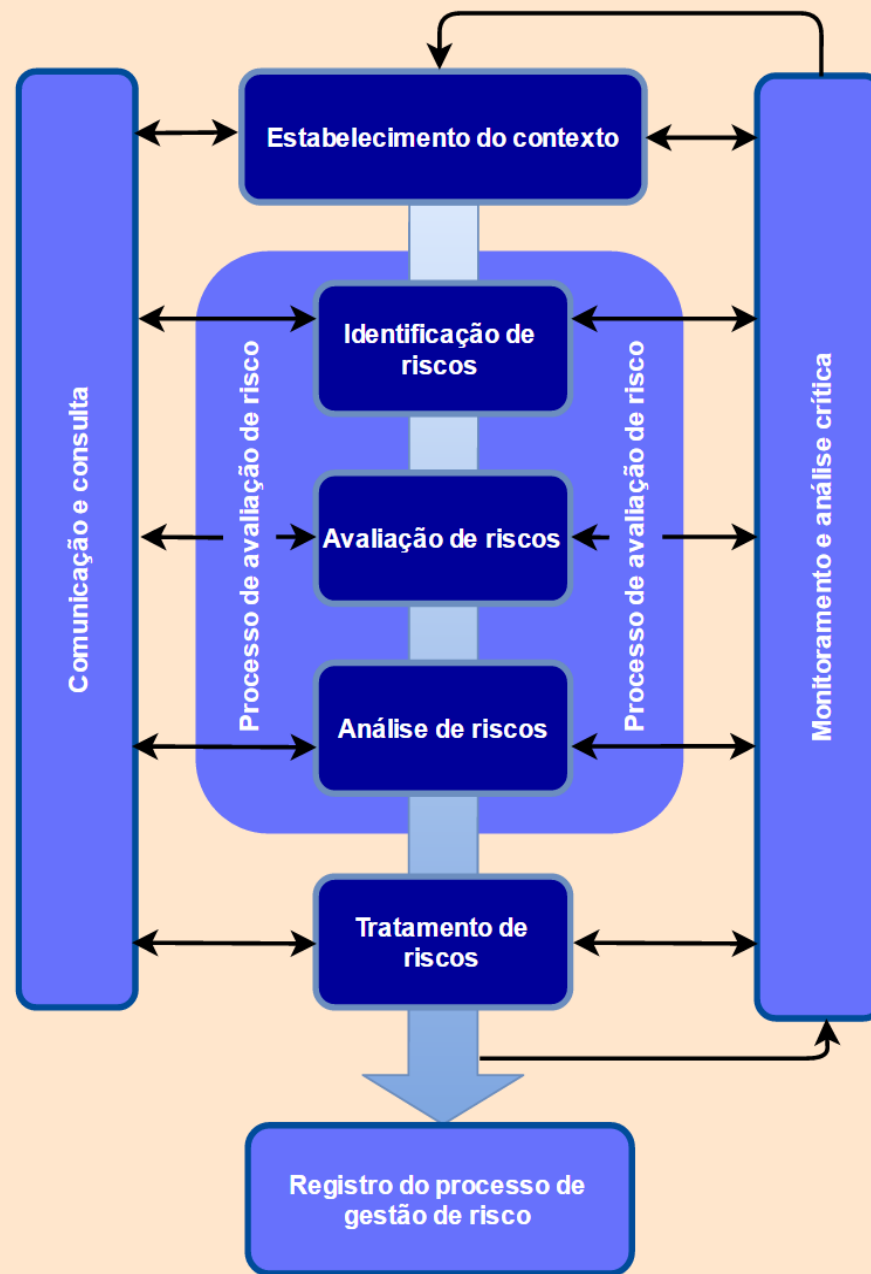 Estabelecimento do contexto
Comunicação e consulta
Processo de avaliação de risco
Identificação de
riscos
Avaliação de riscos
Análise de riscos
Processo de avaliação de risco
Monitoramento e análise crítica
Tratamento de
riscos
Registro do processo de
gestão de risco